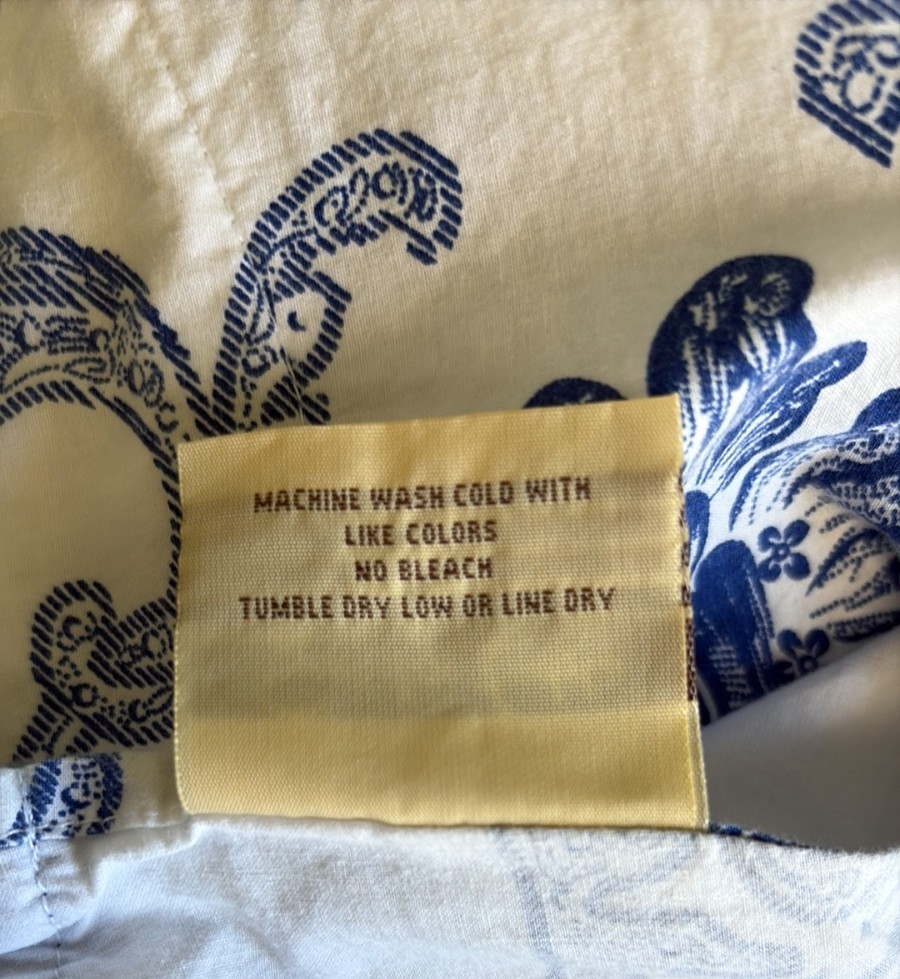 MACHINE WASH COLD WITH
LIKE COLORS
NO BLEACH
TUMBLE DRY LOW OR LINE DRY